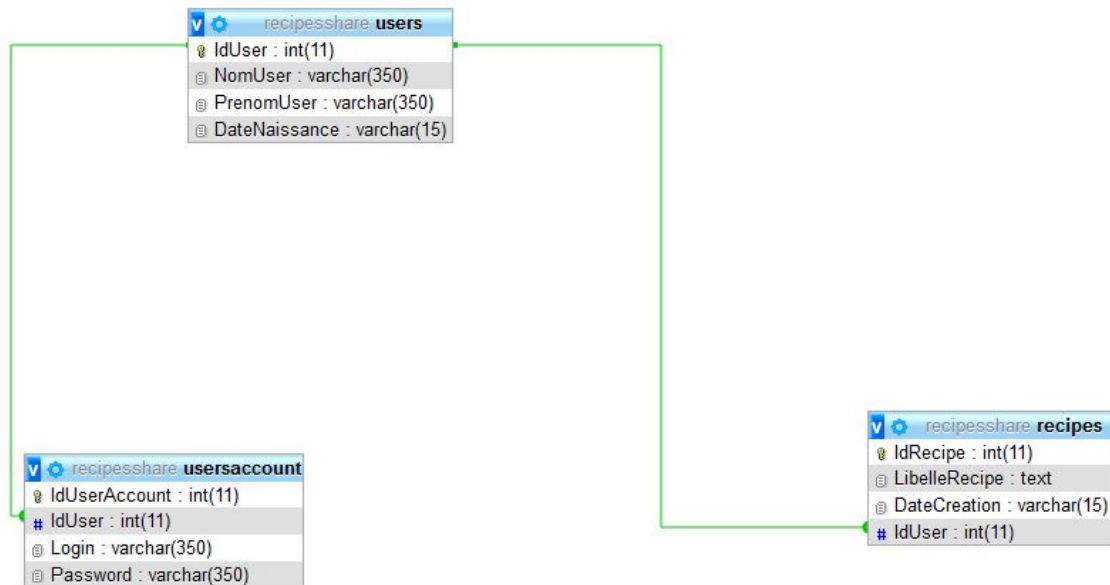 v recipesshare users
IdUser : int(11)
NomUser : varchar(350)
PrenomUser : varchar(350)
DateNaissance : varchar(15)
v recipesshare recipes
IdRecipe : int(11)
LibelleRecipe : text
DateCreation : varchar(15)
# IdUser : int(11)
v recipesshare usersaccount
IdUserAccount : int(11)
# IdUser : int(11)
Login : varchar(350)
Password : varchar(350)